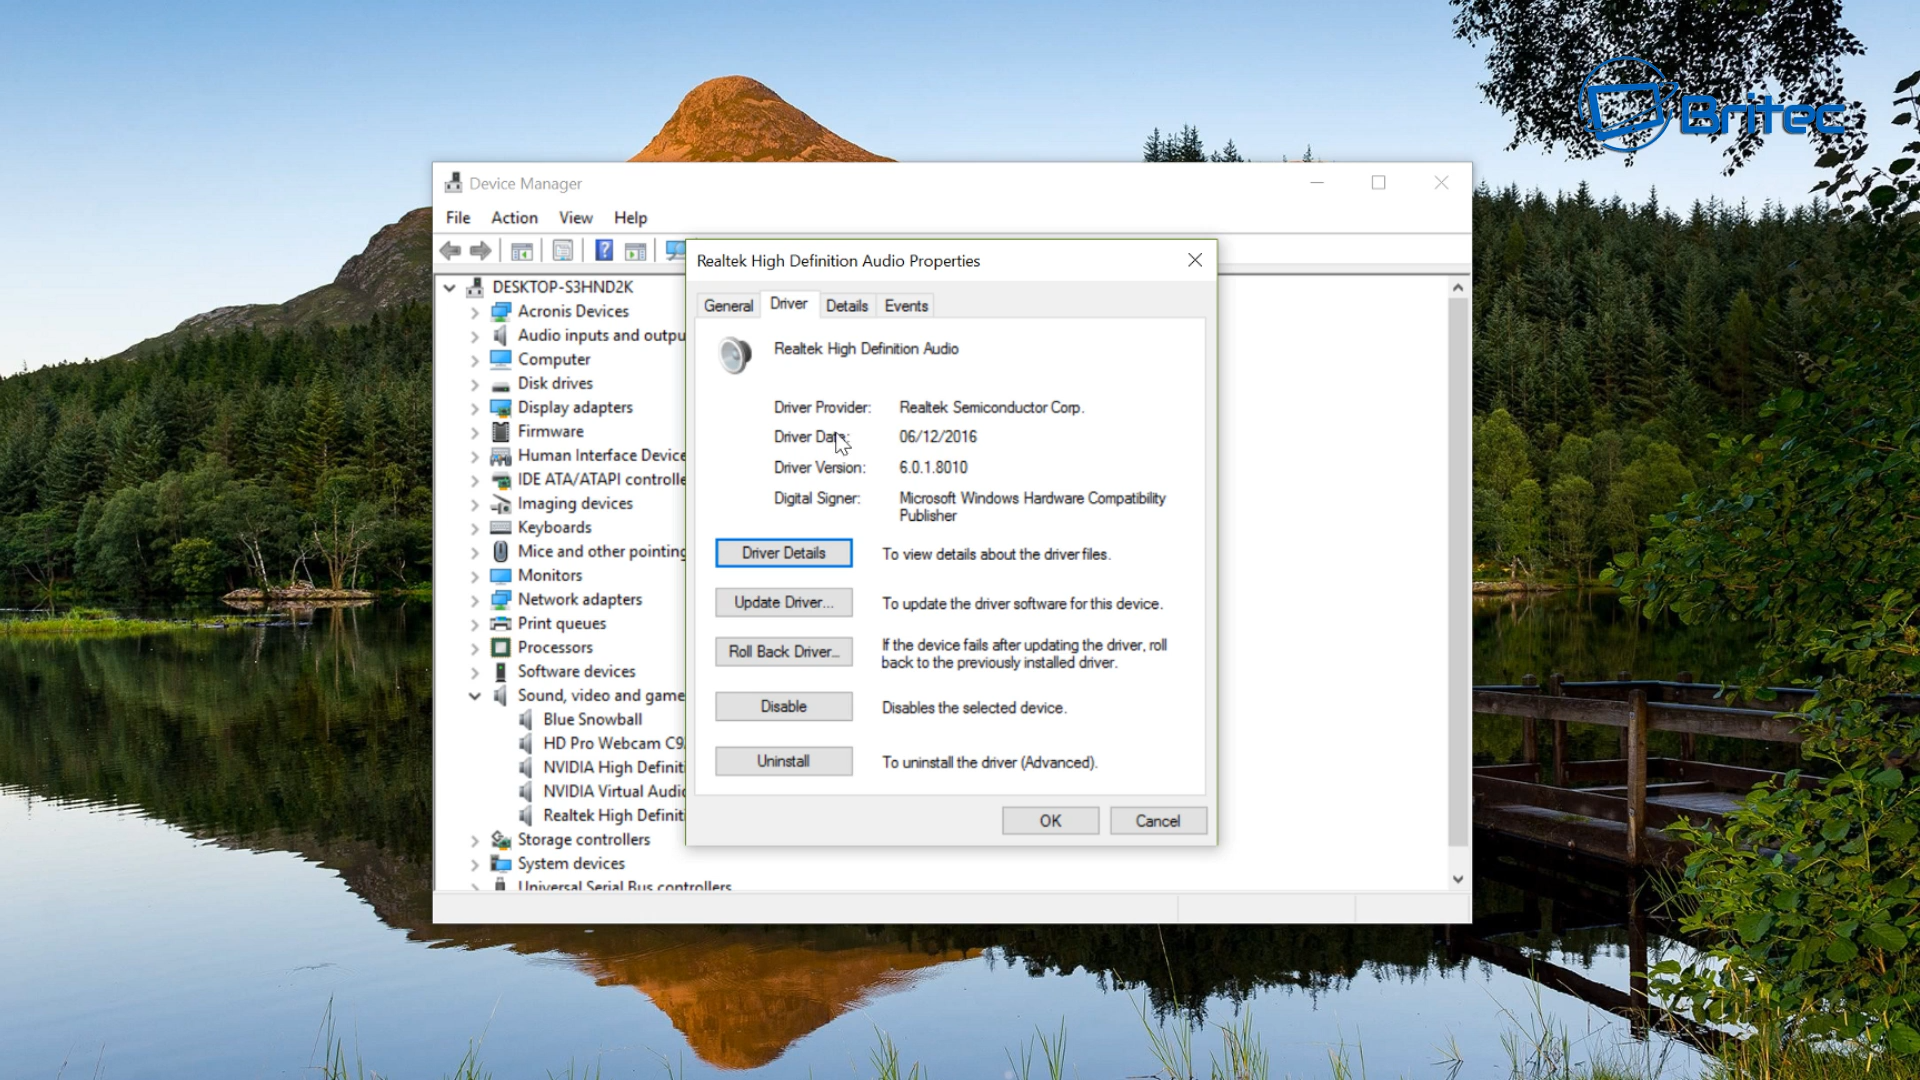 Britec
Device Manager
File Action View Help
Realtek High Definition Audio Properties
DESKTOP-S3HND2K
Acronis Devices
Audio inputs and outpu
Computer
Disk drives
Display adapters
Firmware
Human Interface Device
IDE ATA/ATAPI controlle
Imaging devices
Keyboards
Mice and other pointing
Monitors
Network adapters
Print queues
Processors
Software devices
Sound, video and game
Blue Snowball
HD Pro Webcam C9
NVIDIA High Definit
NVIDIA Virtual Audio
Realtek High Definit
Storage controllers
System devices
Universal Serial Bus controllers
General Driver Details Events
Realtek High Definition Audio
Driver Provider: Realtek Semiconductor Corp.
Driver Date: 06/12/2016
Driver Version: 6.0.1.8010
Digital Signer: Microsoft Windows Hardware Compatibility
Publisher
Driver Details To view details about the driver files.
Update Driver... To update the driver software for this device.
Roll Back Driver... If the device fails after updating the driver, roll
back to the previously installed driver.
Disable Disables the selected device.
Uninstall To uninstall the driver (Advanced).
OK Cancel